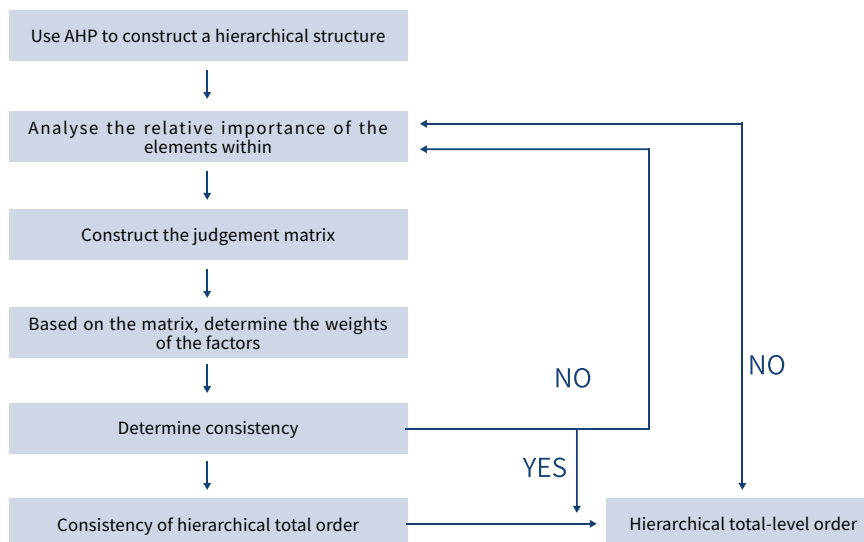 Use AHP to construct a hierarchical structure
Analyse the relative importance of the
elements within
Construct the judgement matrix
Based on the matrix, determine the weights
of the factors
NO
NO
Determine consistency
YES
Consistency of hierarchical total order
Hierarchical total-level order